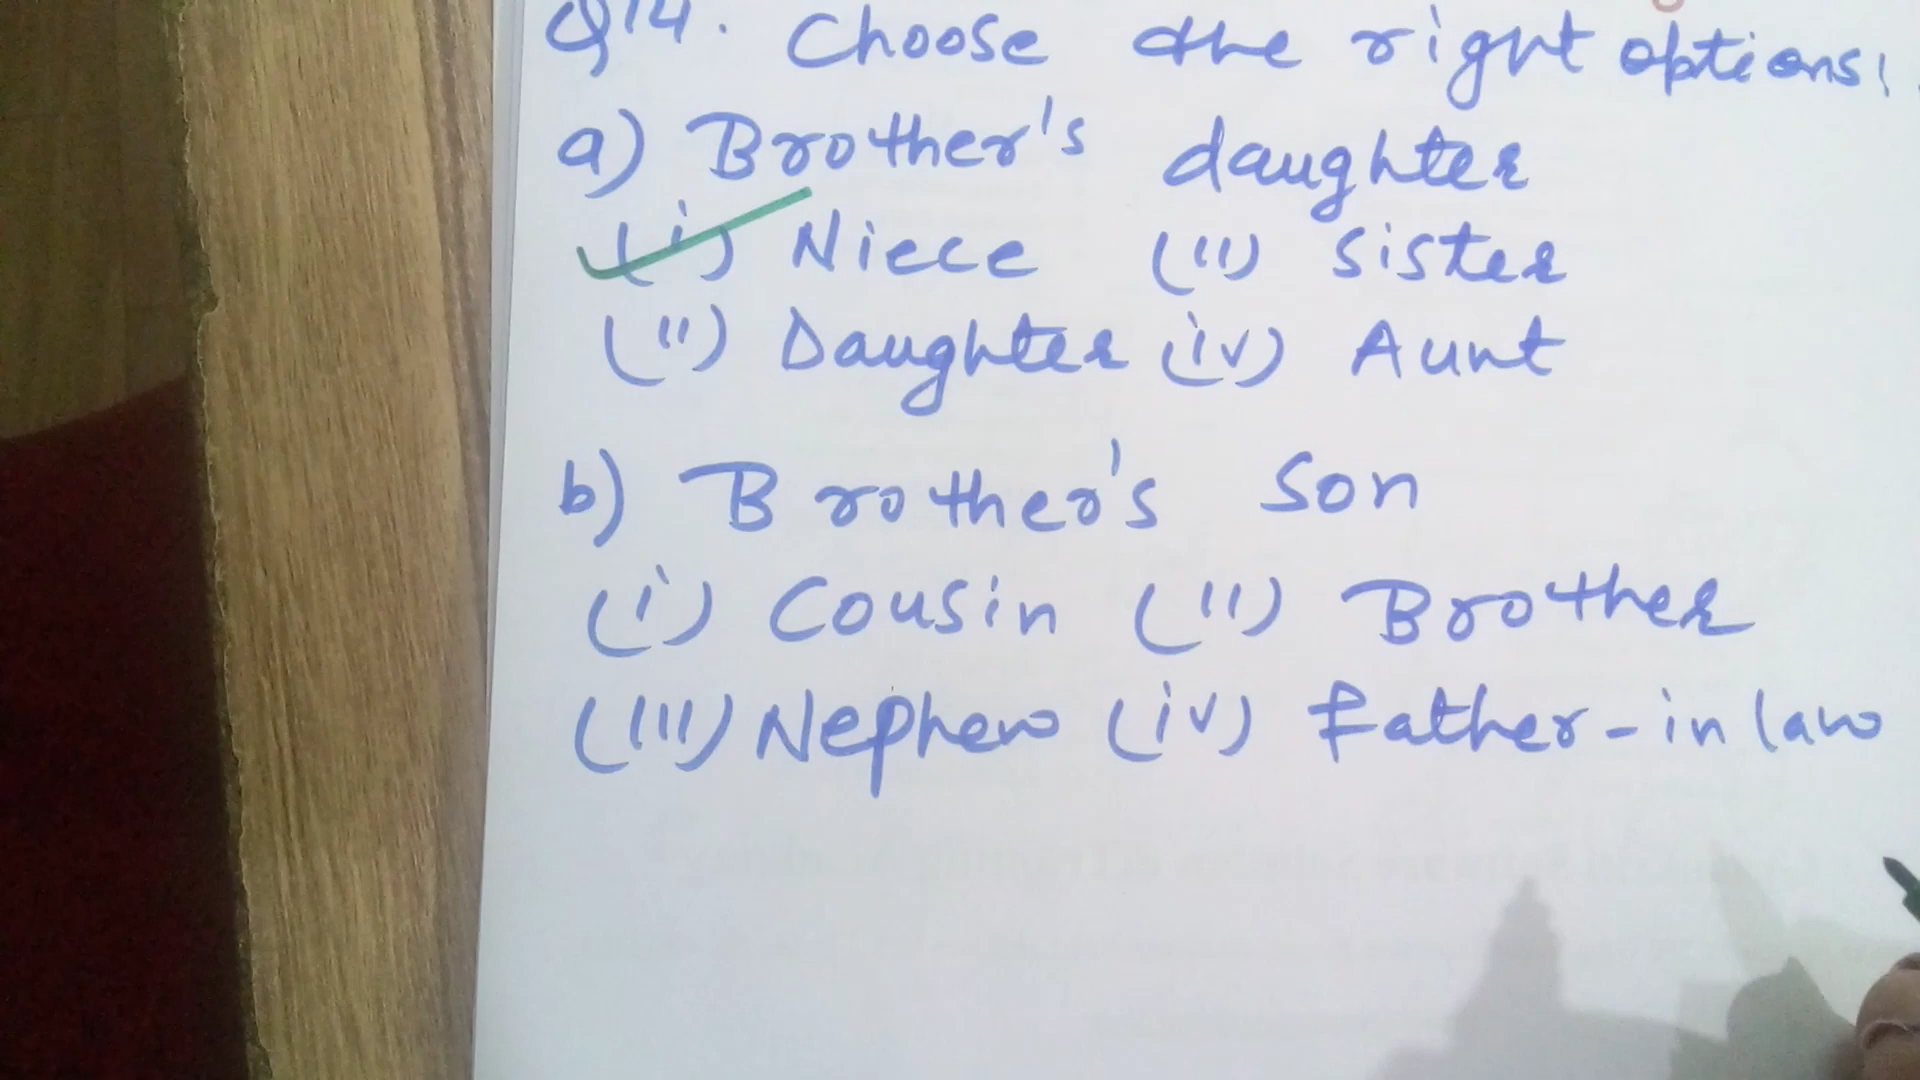 Q14. Choose the right options:
a) Brother's daughter
(i) Niece (ii) Sister
(ii) Daughter (iv) Aunt
b) Brother's Son
(i) Cousin (ii) Brother
(iii) Nephew (iv) Father-in law